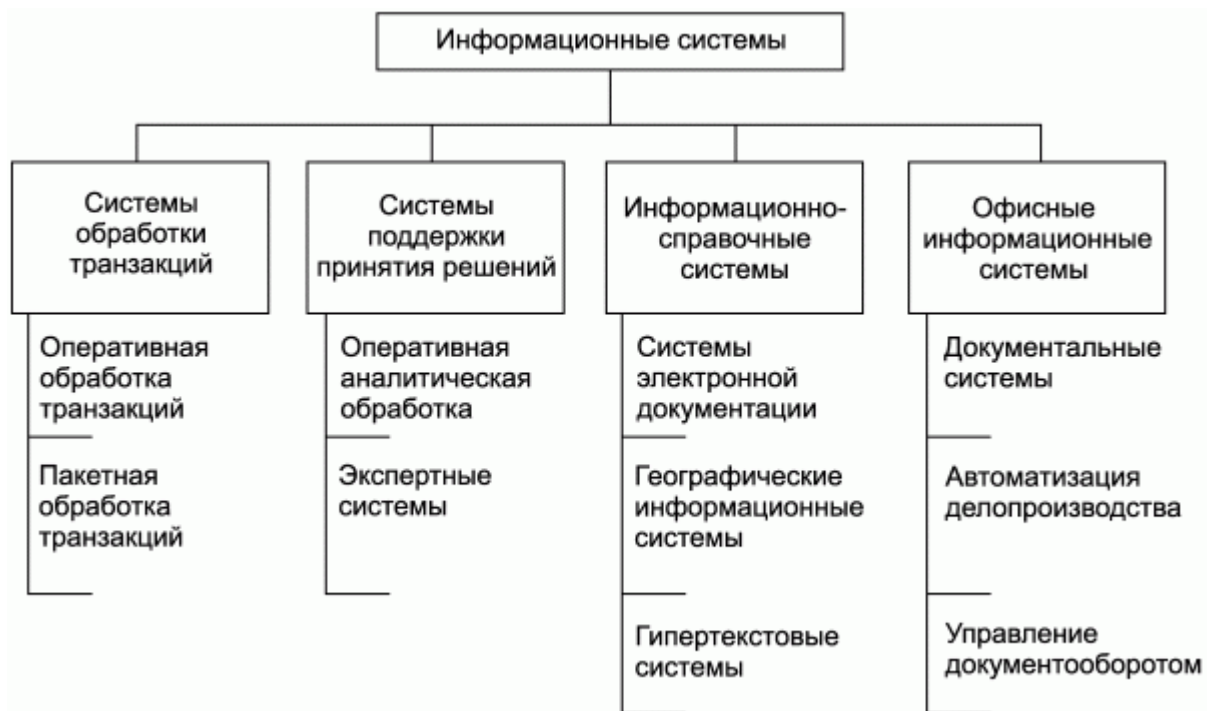 Информационные системы
Системы
обработки
транзакций
Системы
поддержки
принятия решений
Информационно-
справочные
системы
Офисные
информационные
системы
Оперативная
обработка
транзакций
Пакетная
обработка
транзакций
Оперативная
аналитическая
обработка
Экспертные
системы
Системы
электронной
документации
Географические
информационные
системы
Гипертекстовые
системы
Документальные
системы
Автоматизация
делопроизводства
Управление
документооборотом